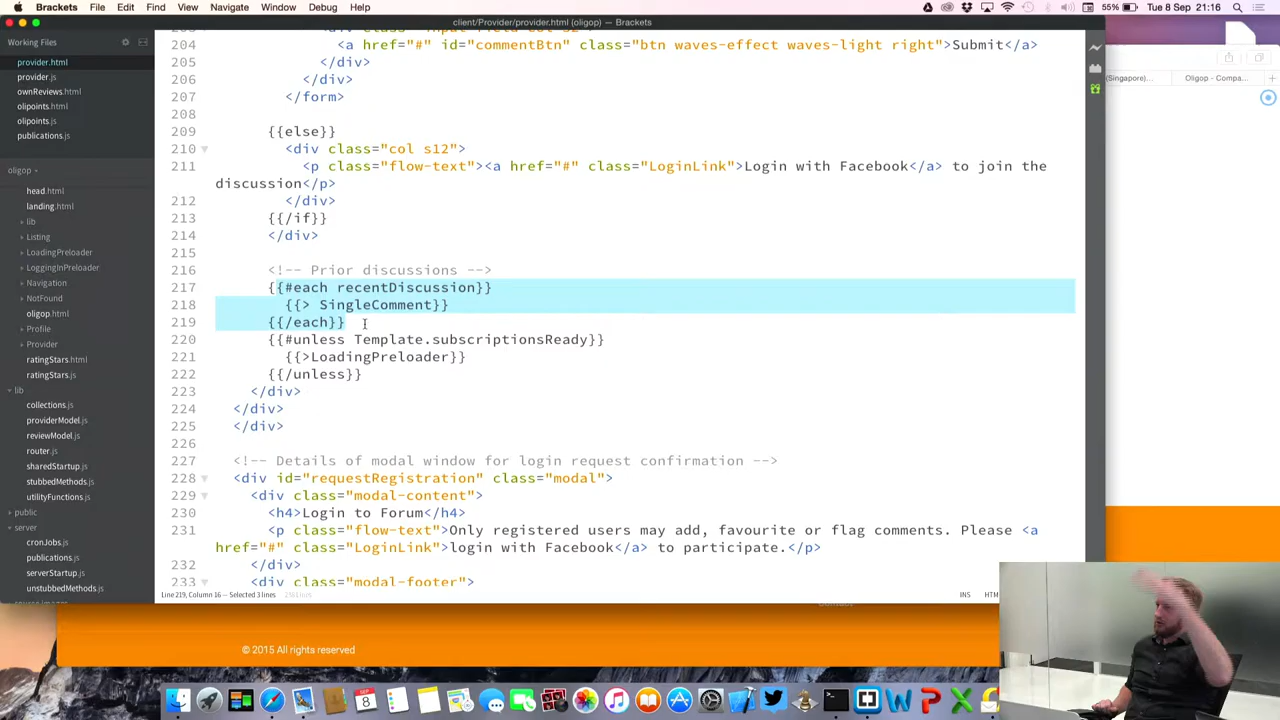 Brackets File Edit Find View Navigate Window Debug Help 55% Tue 8 Sep 21:16
client/Provider/provider.html (oligop) — Brackets
Working Files
provider.html
provider.js
ownReviews.html
olipoints.html
olipoints.js
publications.js
oligop
head.html
landing.html
lib
Listing
LoadingPreloader
LoggingInPreloader
Navigation
NotFound
oligop.html
Profile
Provider
ratingStars.html
ratingStars.js
lib
collections.js
providerModel.js
reviewModel.js
router.js
sharedStartup.js
stubbedMethods.js
utilityFunctions.js
public
server
cronJobs.js
publications.js
serverStartup.js
unstubbedMethods.js
204 <a href="#" id="commentBtn" class="btn waves-effect waves-light right">Submit</a>
205 </div>
206 </div>
207 </form>
208
209 {{else}}
210 <div class="col s12">
211 <p class="flow-text"><a href="#" class="LoginLink">Login with Facebook</a> to join the
discussion</p>
212 </div>
213 {{/if}}
214 </div>
215
216 <!-- Prior discussions -->
217 {{#each recentDiscussion}}
218 {{> SingleComment}}
219 {{/each}}
220 {{#unless Template.subscriptionsReady}}
221 {{>LoadingPreloader}}
222 {{/unless}}
223 </div>
224 </div>
225 </div>
226
227 <!-- Details of modal window for login request confirmation -->
228 <div id="requestRegistration" class="modal">
229 <div class="modal-content">
230 <h4>Login to Forum</h4>
231 <p class="flow-text">Only registered users may add, favourite or flag comments. Please <a
href="#" class="LoginLink">login with Facebook</a> to participate.</p>
232 </div>
233 <div class="modal-footer">
Line 219, Column 16 — Selected 3 lines
INS HTM
(Singapore)... Oligop - Compa...
© 2015 All rights reserved